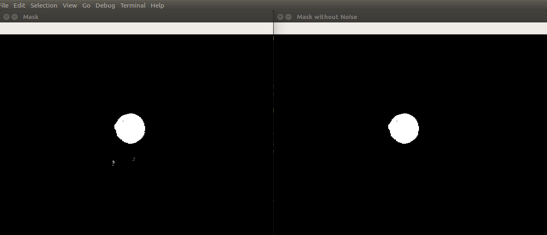 File Edit Selection View Go Debug Terminal Help
Mask
Mask without Noise